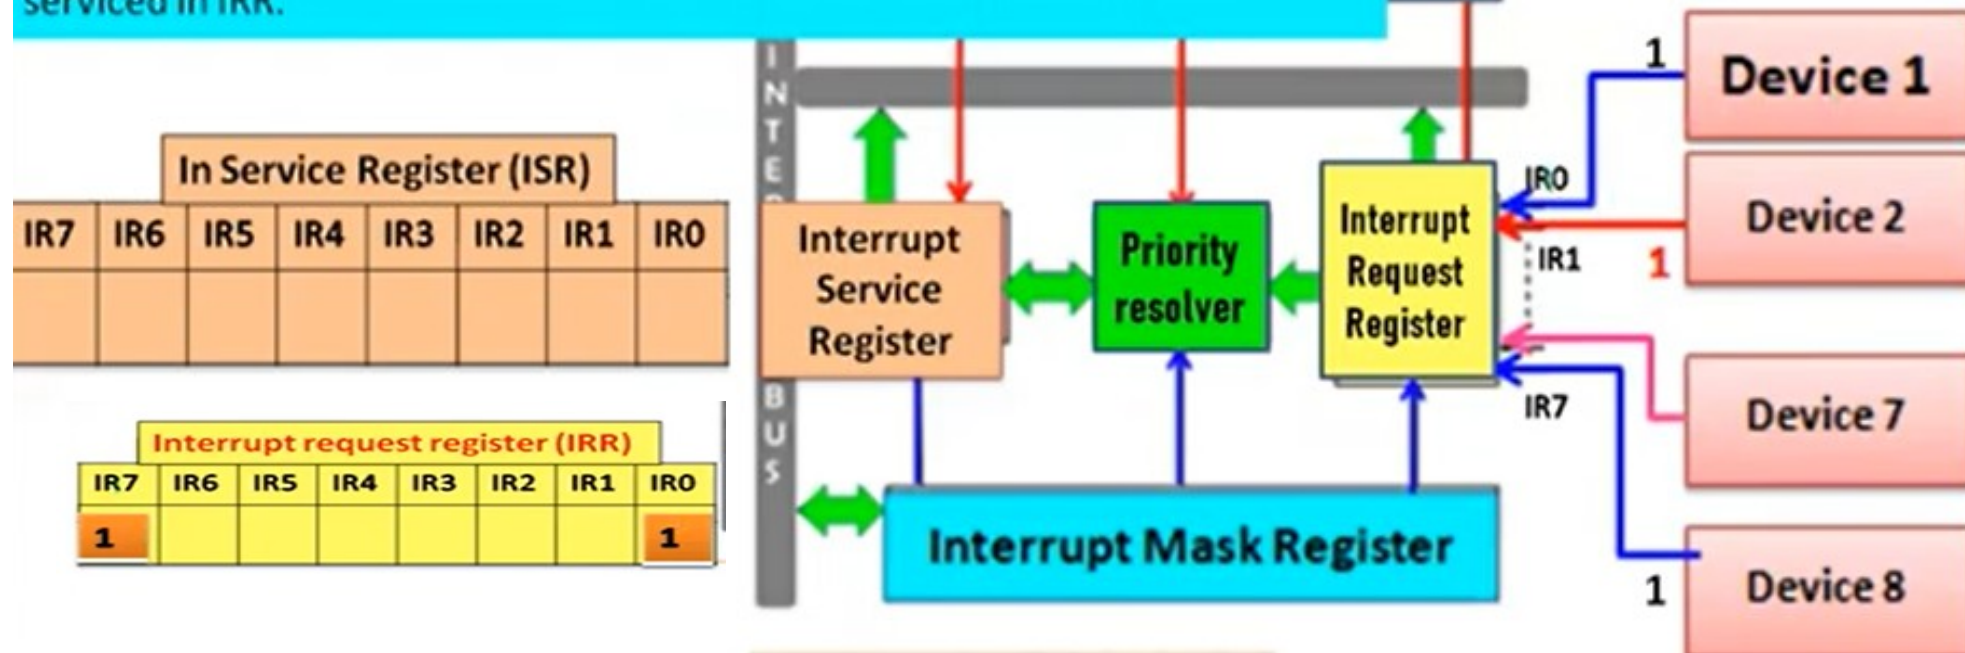 serviced in IRR.
In Service Register (ISR)
IR7 IR6 IR5 IR4 IR3 IR2 IR1 IR0
Interrupt request register (IRR)
IR7 IR6 IR5 IR4 IR3 IR2 IR1 IR0
1 1
I
N
T
E
B
U
S
Interrupt
Service
Register
Priority
resolver
Interrupt
Request
Register
Interrupt Mask Register
IR0
IR1
IR7
1
Device 1
Device 2
1
Device 7
Device 8
1